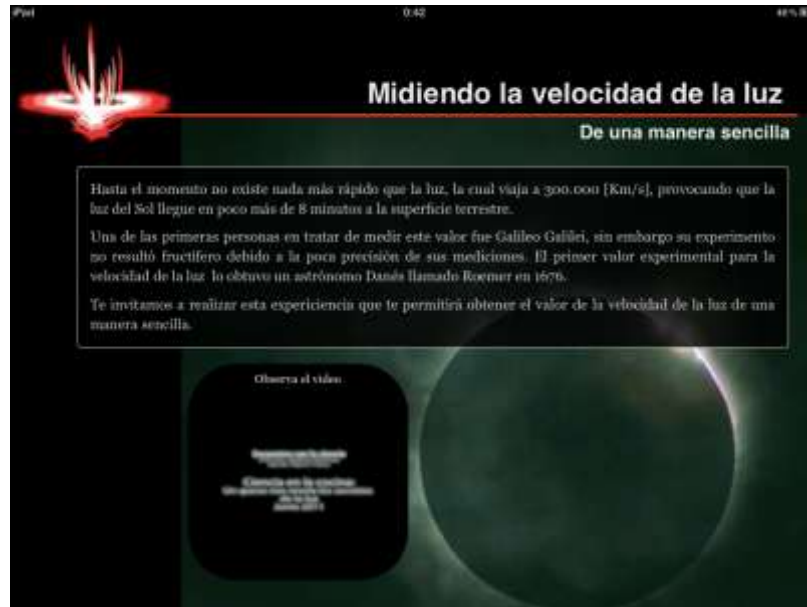 iPad
0:42
Midiendo la velocidad de la luz
De una manera sencilla
Hasta el momento no existe nada más rápido que la luz, la cual viaja a 300.000 [Km/s], provocando que la
luz del Sol llegue en poco más de 8 minutos a la superficie terrestre.
Una de las primeras personas en tratar de medir este valor fue Galileo Galilei, sin embargo su experimento
no resultó fructífero debido a la poca precisión de sus mediciones. El primer valor experimental para la
velocidad de la luz lo obtuvo un astrónomo Danés llamado Roemer en 1676.
Te invitamos a realizar esta expericiencia que te permitirá obtener el valor de la velocidad de la luz de una
manera sencilla.
Observa el video
Ciencia en la cocina:
de la luz
Junio 2011